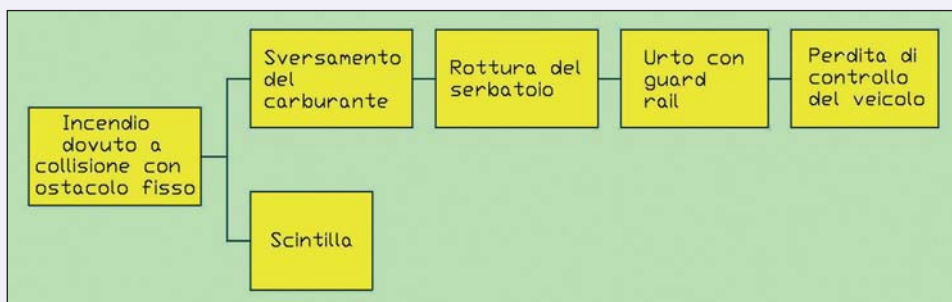 Incendio
dovuto a
collisione con
ostacolo fisso
Sversamento
del
carburante
Rottura del
serbatoio
Urto con
guard
rail
Perdita di
controllo
del veicolo
Scintilla